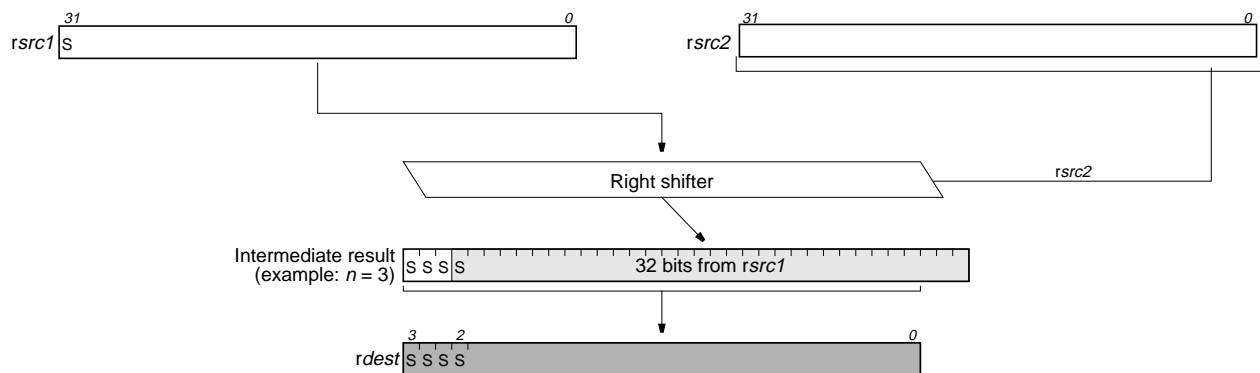 31 0 31 0
rsrc1 S rsrc2
Right shifter rsrc2
Intermediate result
(example: n = 3) S S S S 32 bits from rsrc1
3 2 0
rdest S S S S